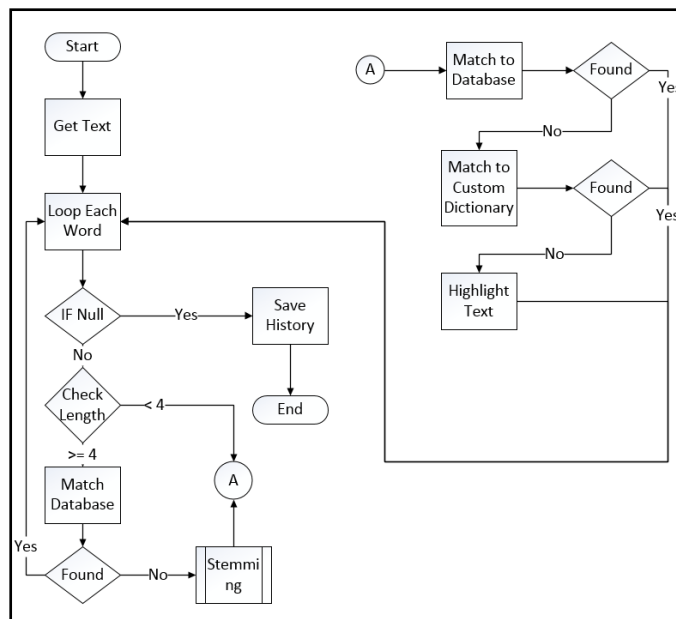 Start
Get Text
Loop Each
Word
IF Null
Yes
No
Save
History
End
Check
Length
< 4
>= 4
Match
Database
Found
Yes
No
Stemmi
ng
A
A
Match to
Database
Found
Yes
No
Match to
Custom
Dictionary
Found
Yes
No
Highlight
Text